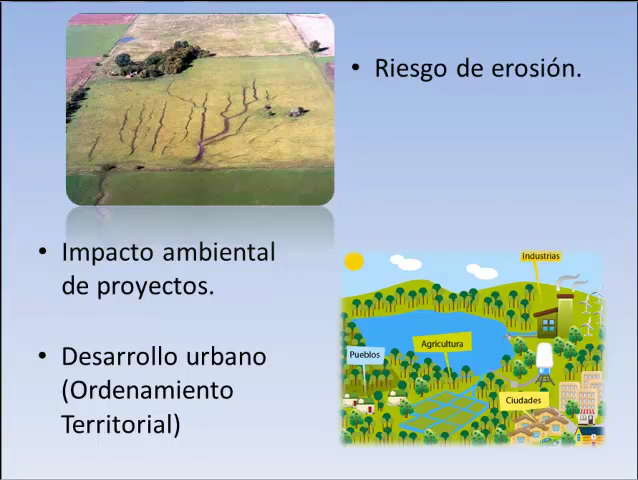 • Riesgo de erosión.
• Impacto ambiental
de proyectos.
• Desarrollo urbano
(Ordenamiento
Territorial)
Industrias
Agricultura
Pueblos
Ciudades